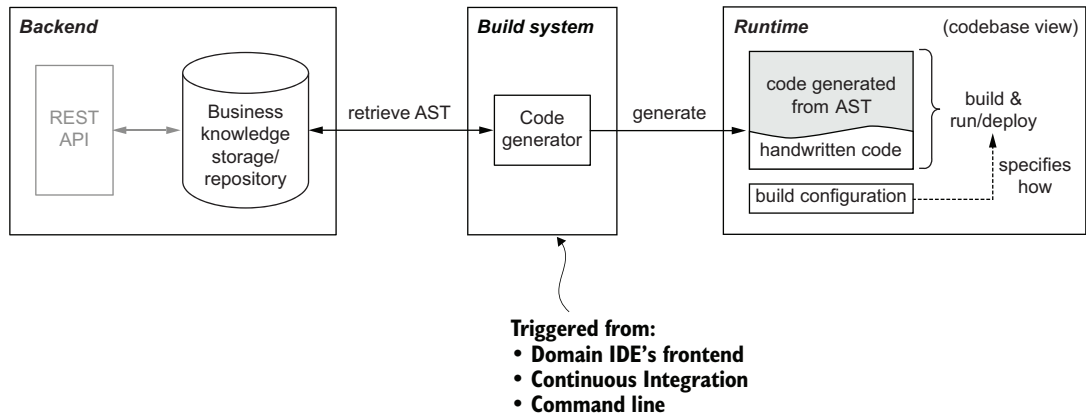 Backend
REST
API
Business
knowledge
storage/
repository
retrieve AST
Build system
Code
generator
generate
Runtime
(codebase view)
code generated
from AST
handwritten code
build configuration
build &
run/deploy
specifies
how
Triggered from:
• Domain IDE's frontend
• Continuous Integration
• Command line